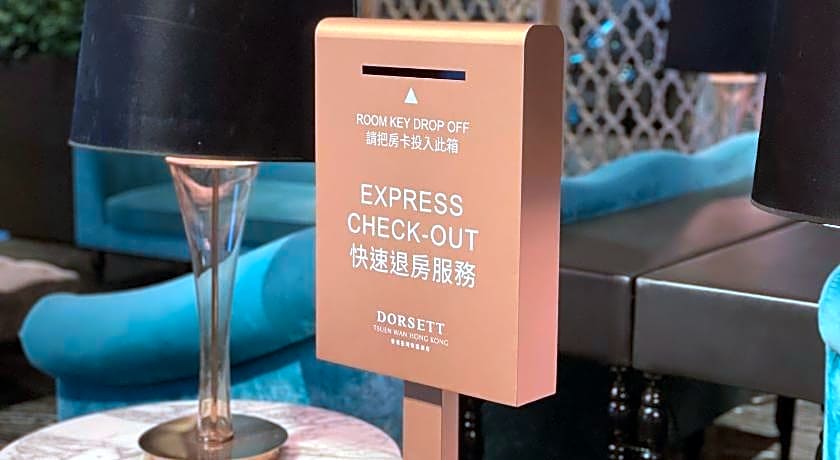 ROOM KEY DROP OFF
請把房卡投入此箱
EXPRESS
CHECK-OUT
快速退房服務
DORSETT
TSUEN WAN HONG KONG